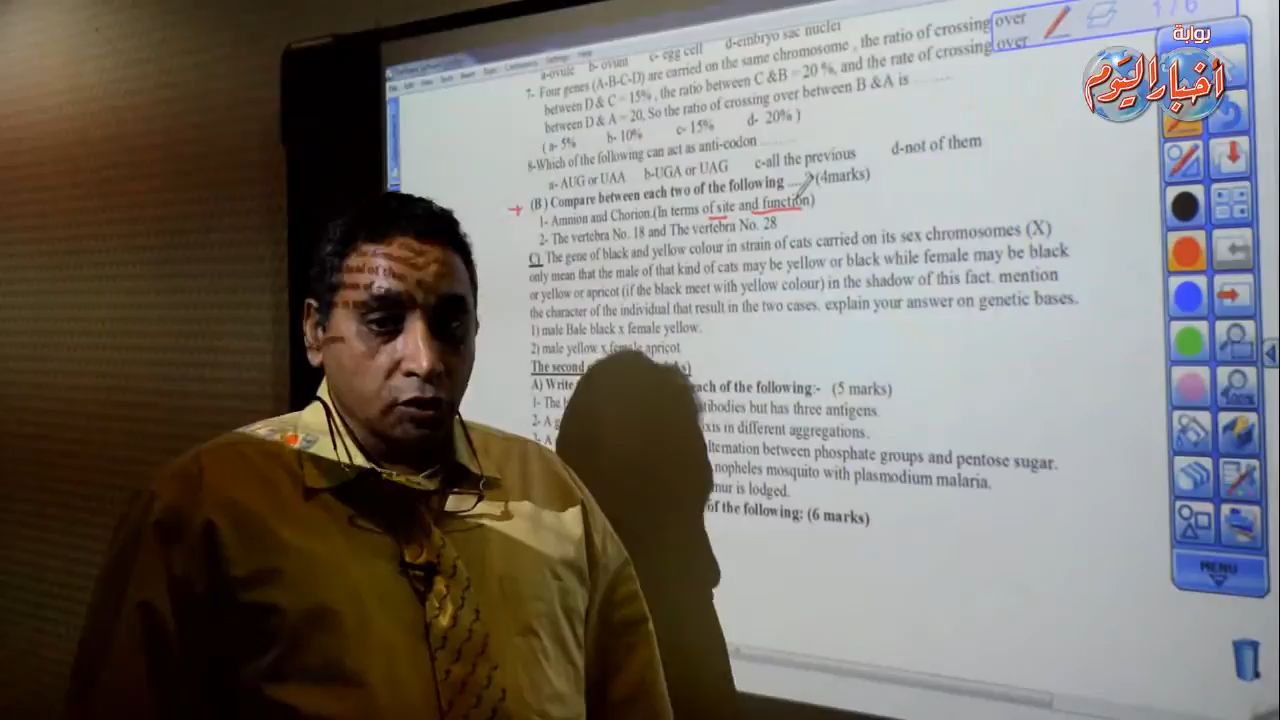 a-ovule b- ovum c- egg cell d-embryo sac nuclei
7- Four genes (A-B-C-D) are carried on the same chromosome , the ratio of crossing over
between D & C = 15% , the ratio between C &B = 20 %, and the rate of crossing over
between D & A = 20, So the ratio of crossing over between B &A is ..........
( a- 5% b- 10% c- 15% d- 20% )
8-Which of the following can act as anti-codon ..........
a- AUG or UAA b-UGA or UAG c-all the previous d-not of them
(B) Compare between each two of the following ..... (4marks)
1- Amnion and Chorion.(In terms of site and function)
2- The vertebra No. 18 and The vertebra No. 28
C) The gene of black and yellow colour in strain of cats carried on its sex chromosomes (X)
only mean that the male of that kind of cats may be yellow or black while female may be black
or yellow or apricot (if the black meet with yellow colour) in the shadow of this fact. mention
the character of the individual that result in the two cases. explain your answer on genetic bases.
1) male Bale black x female yellow.
2) male yellow x female apricot
The second
A) Write each of the following:- (5 marks)
1- The tibodies but has three antigens.
2- A xists in different aggregations.
3- A lternation between phosphate groups and pentose sugar.
nopheles mosquito with plasmodium malaria.
mur is lodged.
of the following: (6 marks)
1 / 6
بوابة
أخبار اليوم
MENU